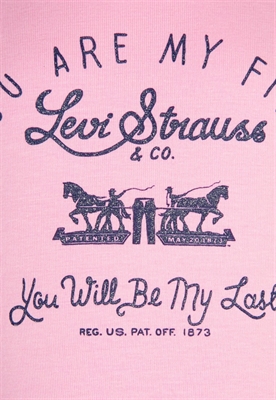 YOU ARE MY FI
Levi Strauss
& CO.
PATENTED MAY 20 1873
You Will Be My Last
REG. US. PAT. OFF. 1873